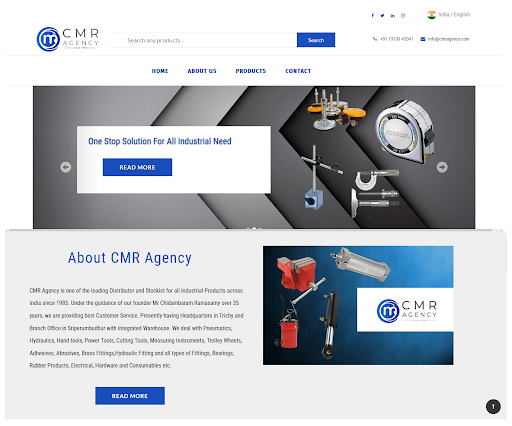 India / English
CMR
AGENCY
Search any products
Search
info@cmragency.com
HOME
ABOUT US
PRODUCTS
CONTACT
One Stop Solution For All Industrial Need
READ MORE
About CMR Agency
CMR Agency is one of the leading Distributor and Stockist for all Industrial Products across
India since 1985. Under the guidance of our founder Mr Chidambaram Ramasamy over 35
years, we are providing best Customer Service. Presently having Headquarters in Trichy and
Branch Office in Sriperumbudhur with Integrated Warehouse. We deal with Pneumatics,
Hydraulics, Hand tools, Power Tools, Cutting Tools, Measuring Instruments, Trolley Wheels,
Adhesives, Abrasives, Brass Fittings,Hydraulic Fitting and all types of Fittings, Bearings,
Rubber Products, Electrical, Hardware and Consumables etc.
CMR
AGENCY
READ MORE